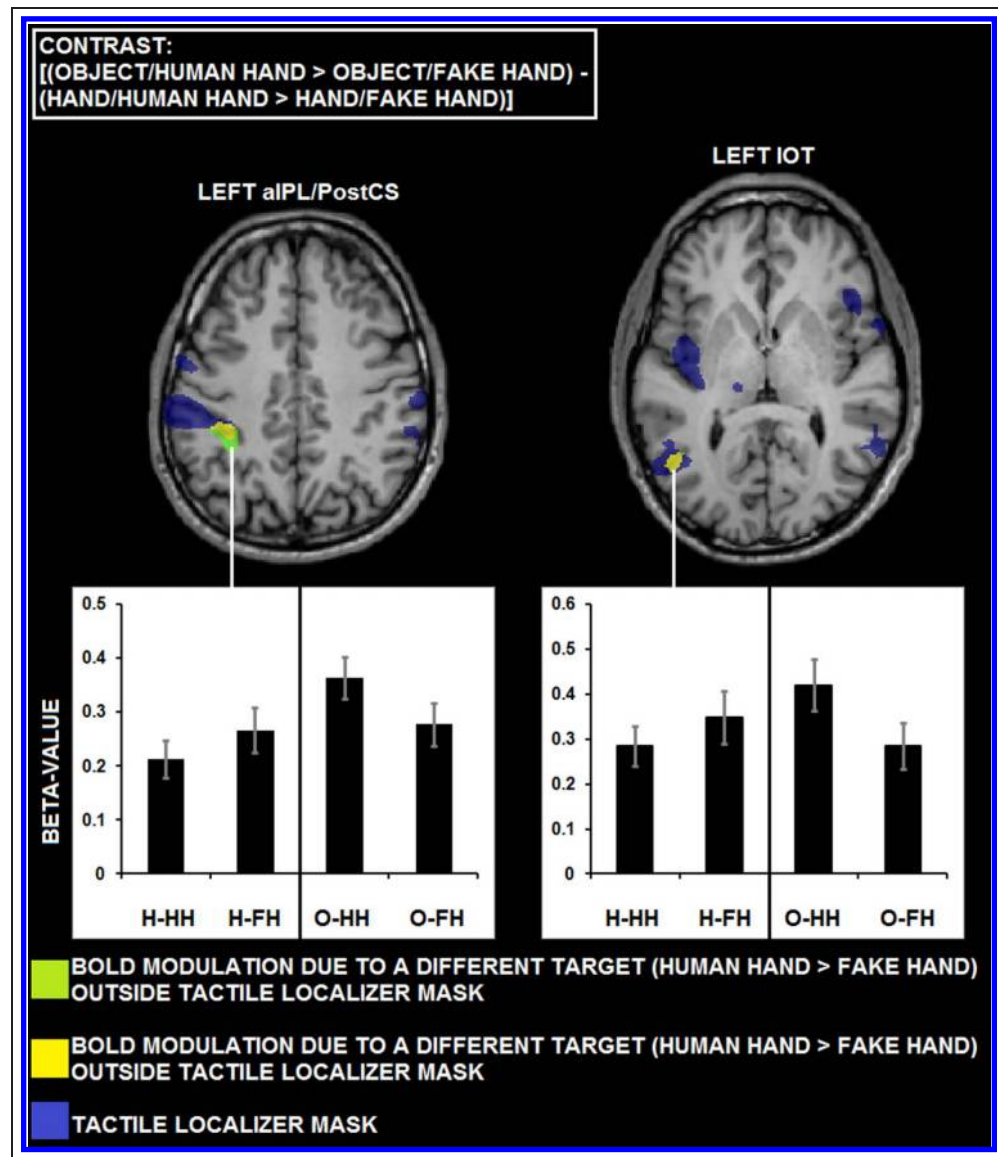 CONTRAST:
[(OBJECT/HUMAN HAND > OBJECT/FAKE HAND) -
(HAND/HUMAN HAND > HAND/FAKE HAND)]
LEFT aIPL/PostCS
LEFT IOT
BETA-VALUE
0.5
0.4
0.3
0.2
0.1
0
H-HH H-FH O-HH O-FH
0.6
0.5
0.4
0.3
0.2
0.1
0
H-HH H-FH O-HH O-FH
BOLD MODULATION DUE TO A DIFFERENT TARGET (HUMAN HAND > FAKE HAND)
OUTSIDE TACTILE LOCALIZER MASK
BOLD MODULATION DUE TO A DIFFERENT TARGET (HUMAN HAND > FAKE HAND)
OUTSIDE TACTILE LOCALIZER MASK
TACTILE LOCALIZER MASK